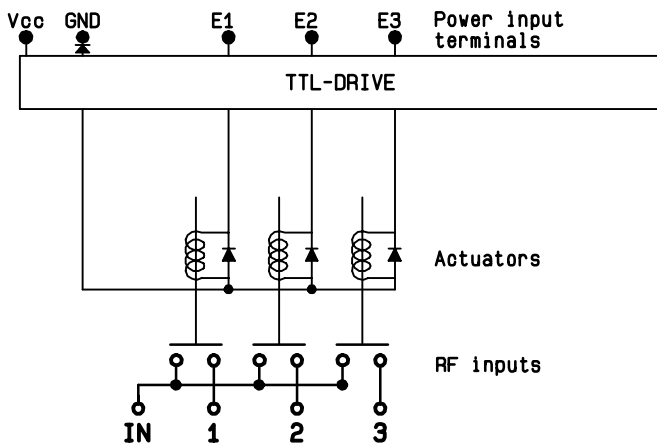 Vcc GND E1 E2 E3 Power input
terminals
TTL-DRIVE
Actuators
RF inputs
IN 1 2 3